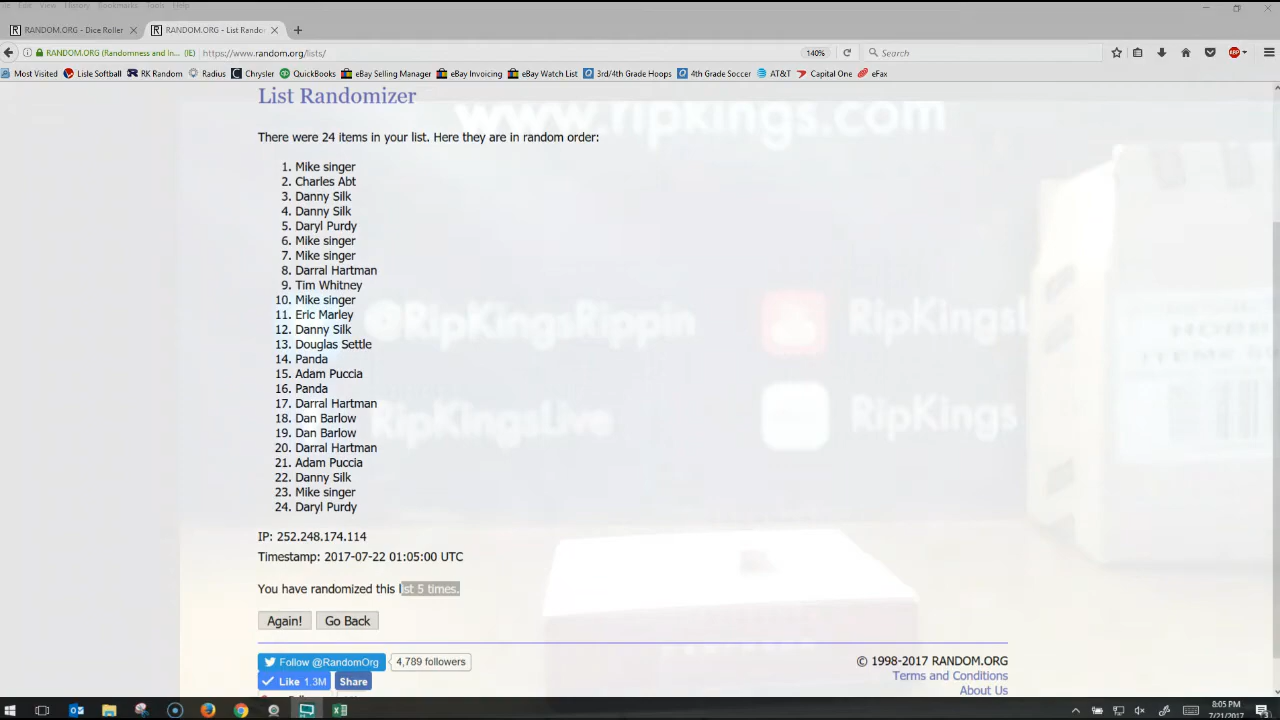 File Edit View History Bookmarks Tools Help
RANDOM.ORG - Dice Roller
RANDOM.ORG - List Rando
RANDOM.ORG (Randomness and In... (IE)
https://www.random.org/lists/
140%
Search
Most Visited
Lisle Softball
RK Random
Radius
Chrysler
QuickBooks
eBay Selling Manager
eBay Invoicing
eBay Watch List
3rd/4th Grade Hoops
4th Grade Soccer
AT&T
Capital One
eFax
List Randomizer
www.ripkings.com
There were 24 items in your list. Here they are in random order:
1. Mike singer
2. Charles Abt
3. Danny Silk
4. Danny Silk
5. Daryl Purdy
6. Mike singer
7. Mike singer
8. Darral Hartman
9. Tim Whitney
10. Mike singer
11. Eric Marley
12. Danny Silk
13. Douglas Settle
14. Panda
15. Adam Puccia
16. Panda
17. Darral Hartman
18. Dan Barlow
19. Dan Barlow
20. Darral Hartman
21. Adam Puccia
22. Danny Silk
23. Mike singer
24. Daryl Purdy
@RipKingsRippin
RipKingsL
RipKingsLive
RipKings
IP: 252.248.174.114
Timestamp: 2017-07-22 01:05:00 UTC
You have randomized this list 5 times.
Again!
Go Back
Follow @RandomOrg
4,789 followers
Like 1.3M
Share
© 1998-2017 RANDOM.ORG
Terms and Conditions
About Us
8:05 PM
7/21/2017